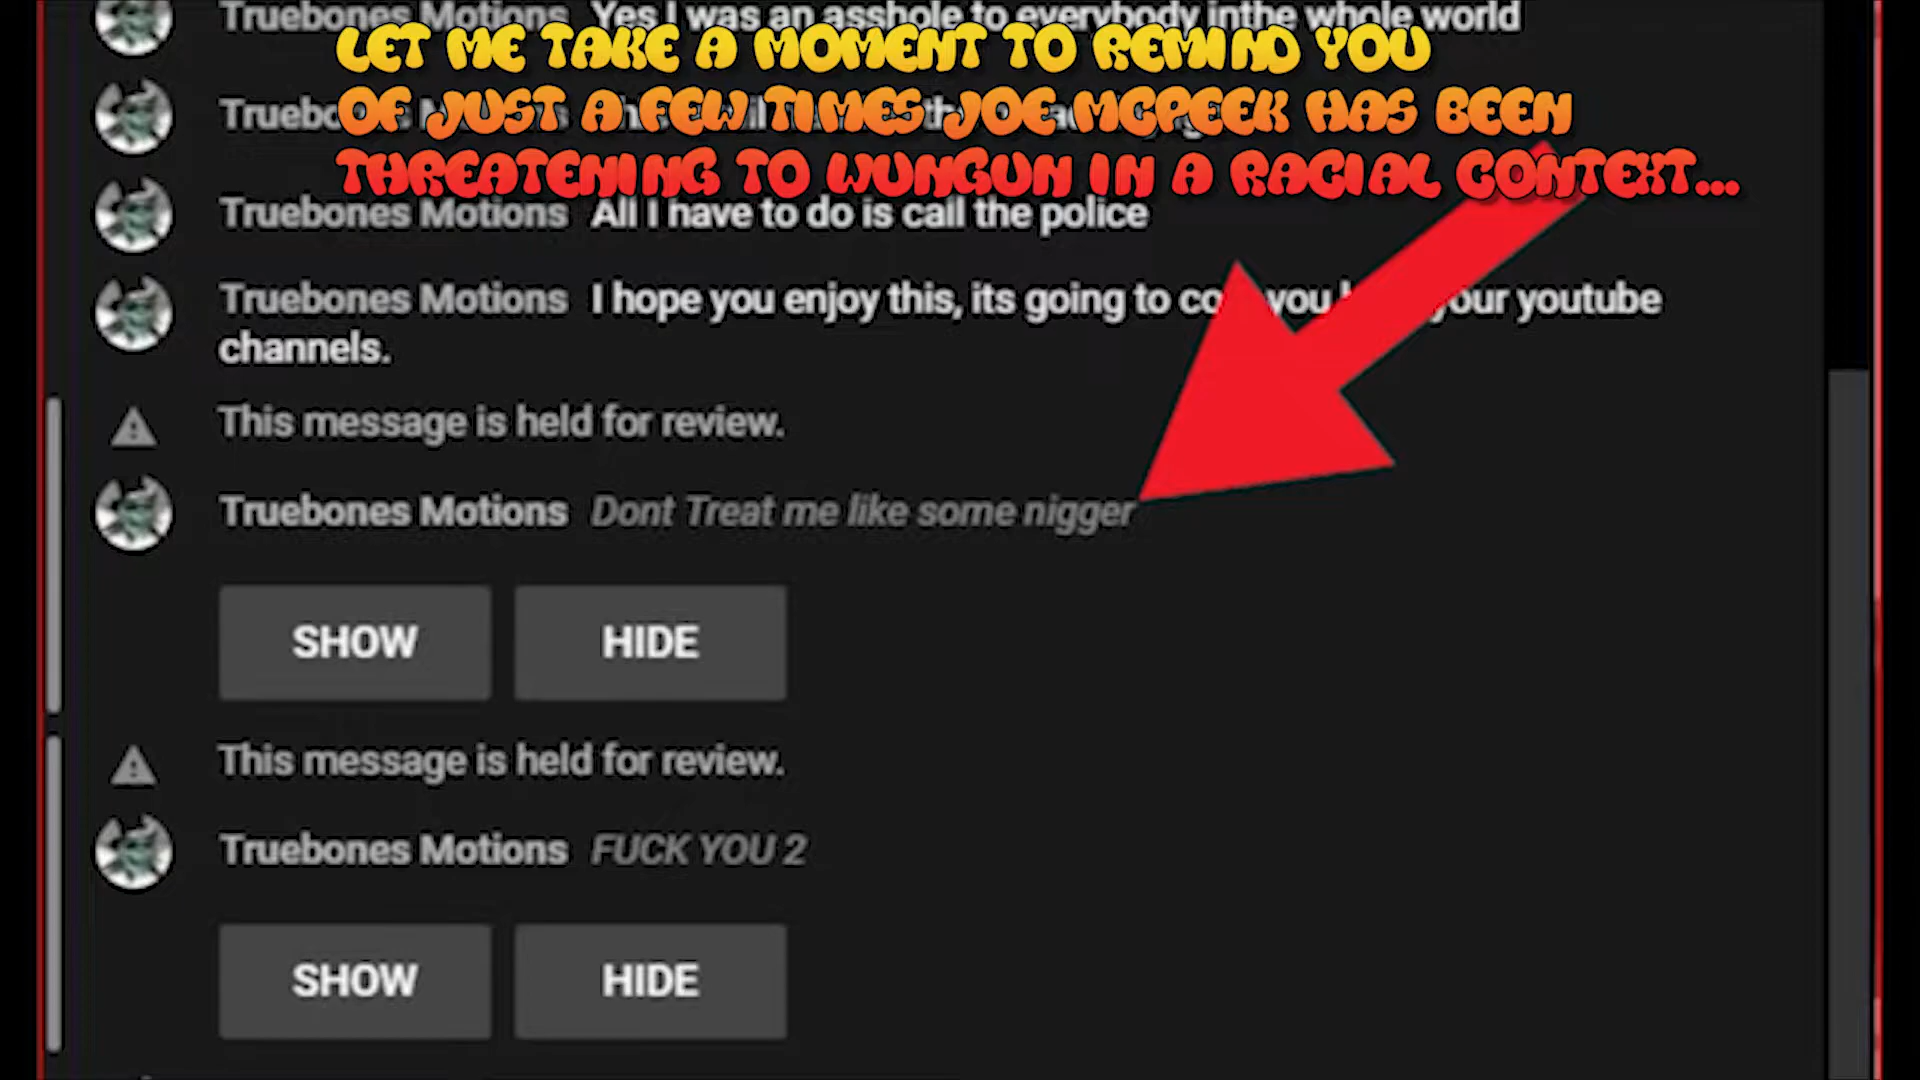 Truebones Motions Yes I was an asshole to everybody inthe whole world
LET ME TAKE A MOMENT TO REMIND YOU
OF JUST A FEW TIMES JOE MCPEEK HAS BEEN
THREATENING TO WUNGUN IN A RACIAL CONTEXT...
Truebones Motions All I have to do is call the police
Truebones Motions I hope you enjoy this, its going to you your youtube
channels.
This message is held for review.
Truebones Motions Dont Treat me like some nigger
SHOW HIDE
This message is held for review.
Truebones Motions FUCK YOU 2
SHOW HIDE